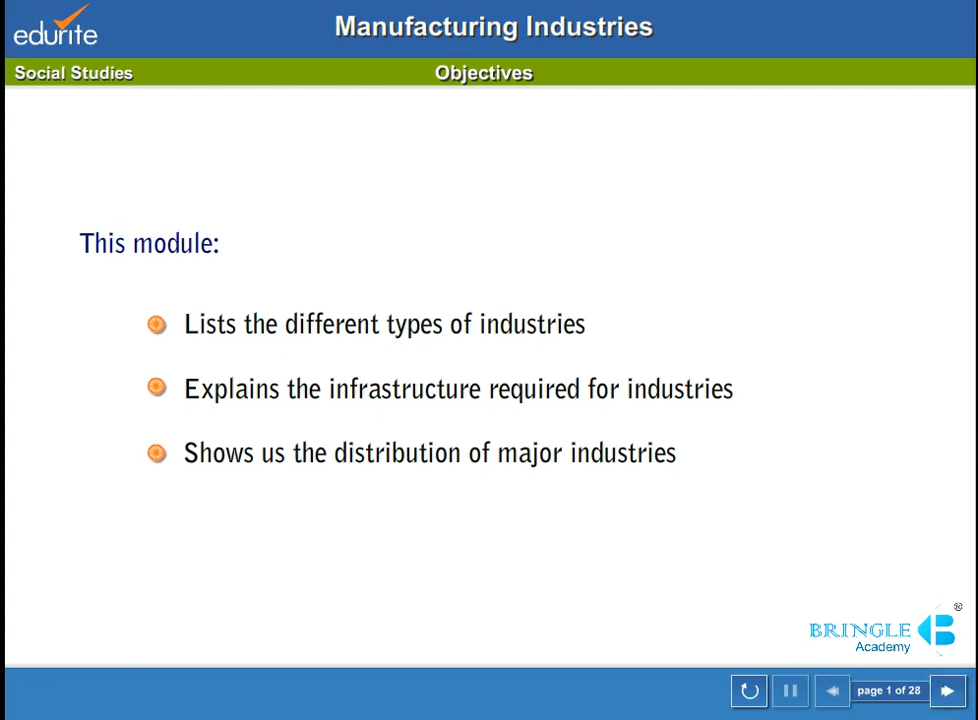 edurite
Manufacturing Industries
Social Studies
Objectives
This module:
Lists the different types of industries
Explains the infrastructure required for industries
Shows us the distribution of major industries
BRINGLE
Academy
®
page 1 of 28